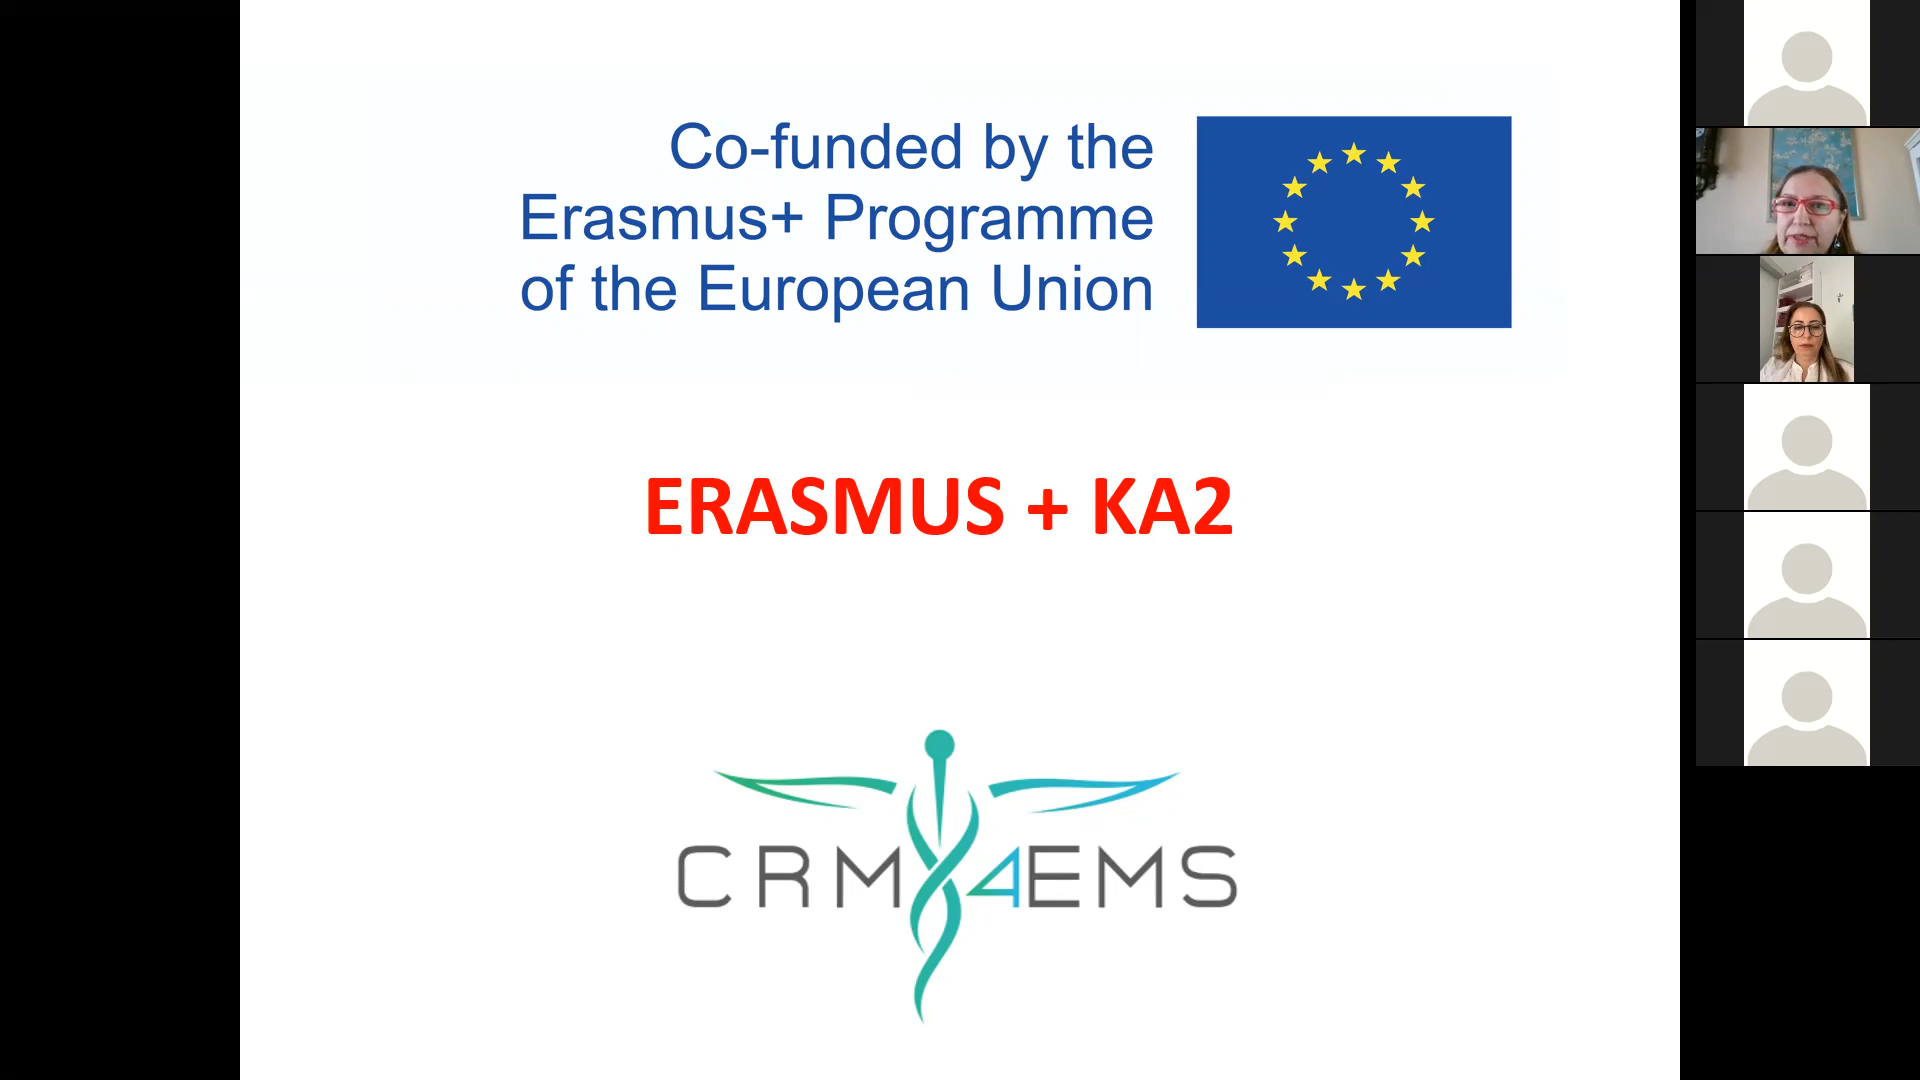 Co-funded by the
Erasmus+ Programme
of the European Union
ERASMUS + KA2
CRM4EMS